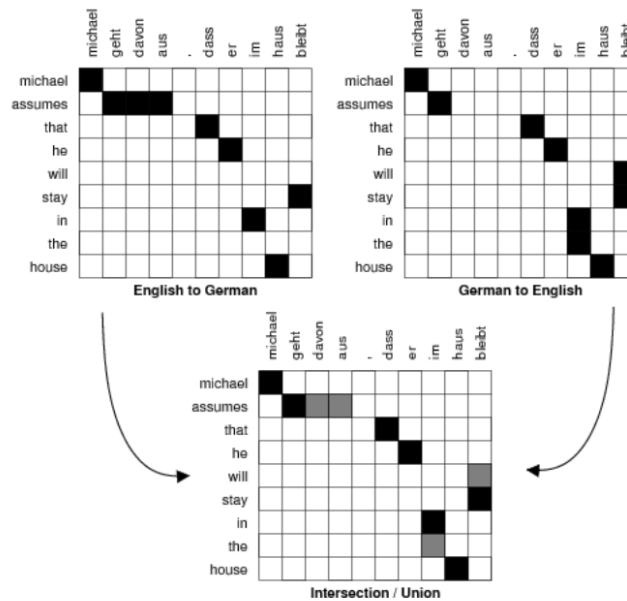 michael geht davon aus , dass er im haus bleibt
michael
assumes
that
he
will
stay
in
the
house
English to German
michael geht davon aus , dass er im haus bleibt
michael
assumes
that
he
will
stay
in
the
house
German to English
michael geht davon aus , dass er im haus bleibt
michael
assumes
that
he
will
stay
in
the
house
Intersection / Union